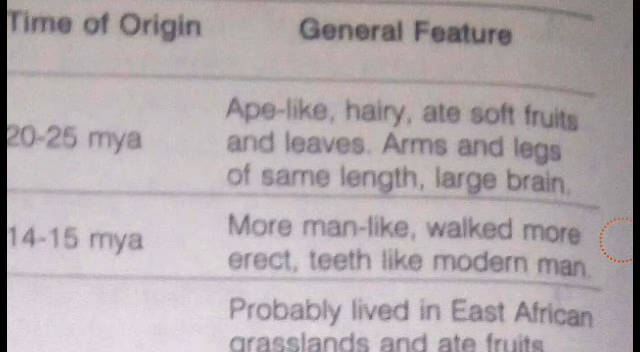 Time of Origin General Feature
20-25 mya Ape-like, hairy, ate soft fruits
and leaves. Arms and legs
of same length, large brain.
14-15 mya More man-like, walked more
erect, teeth like modern man.
Probably lived in East African
grasslands and ate fruits